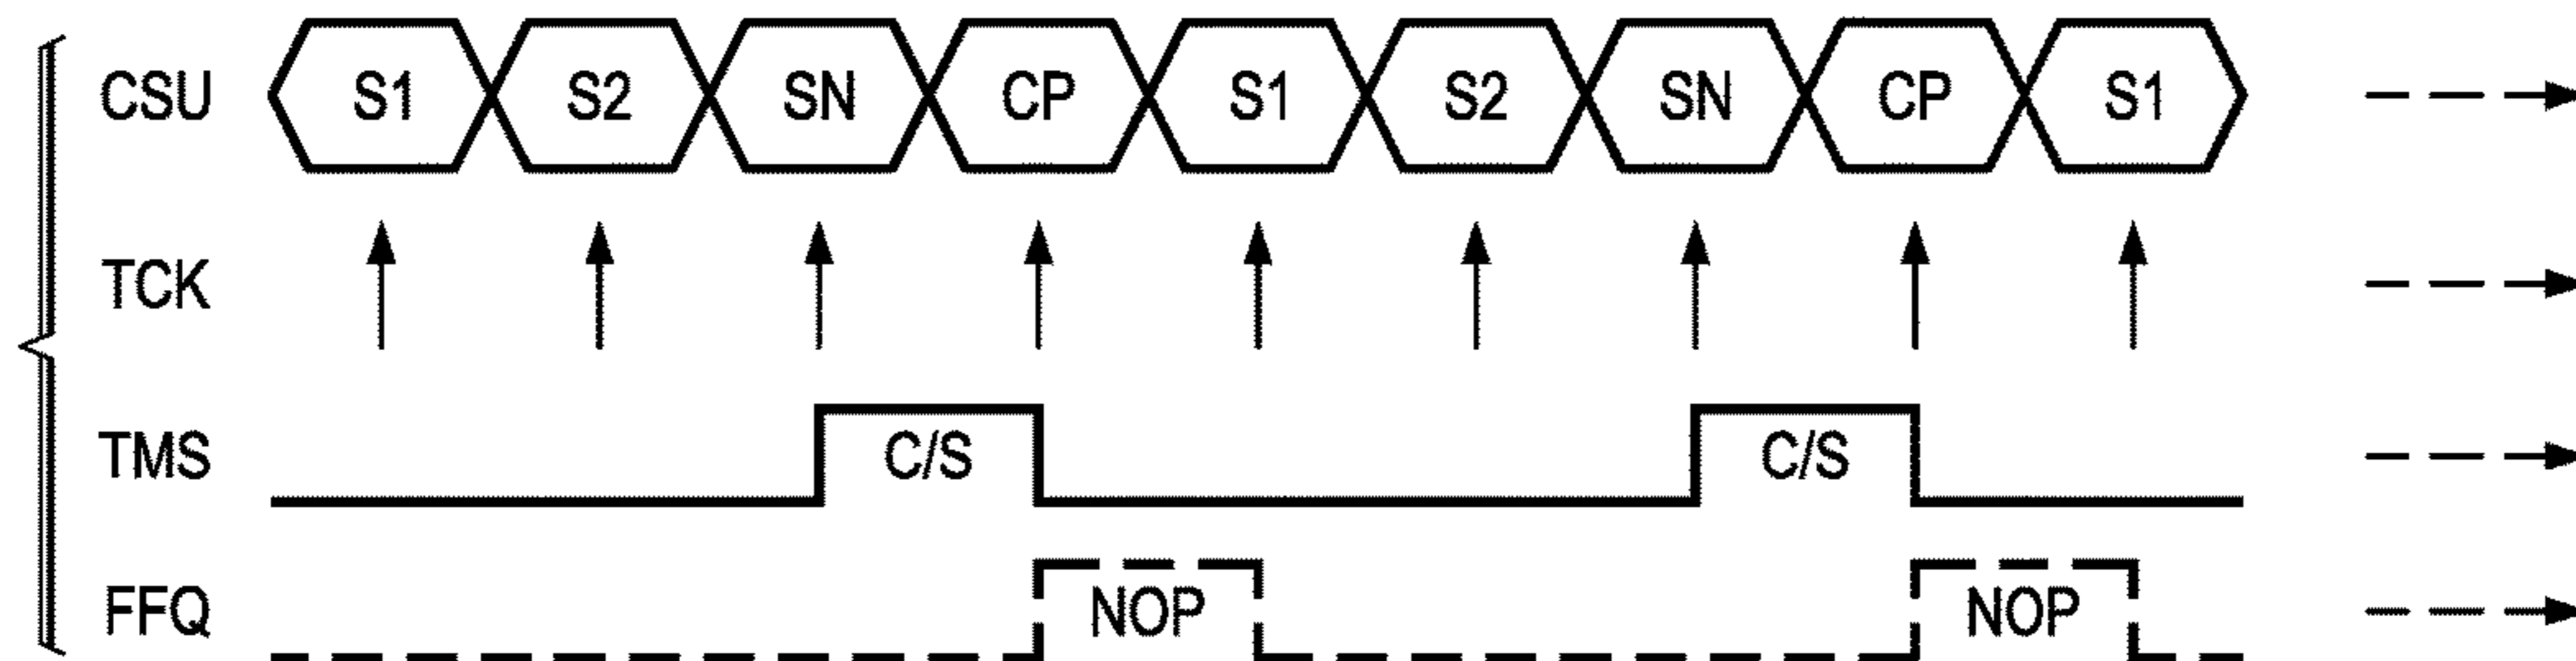 CSU S1 S2 SN CP S1 S2 SN CP S1
TCK
TMS C/S C/S
FFQ NOP NOP